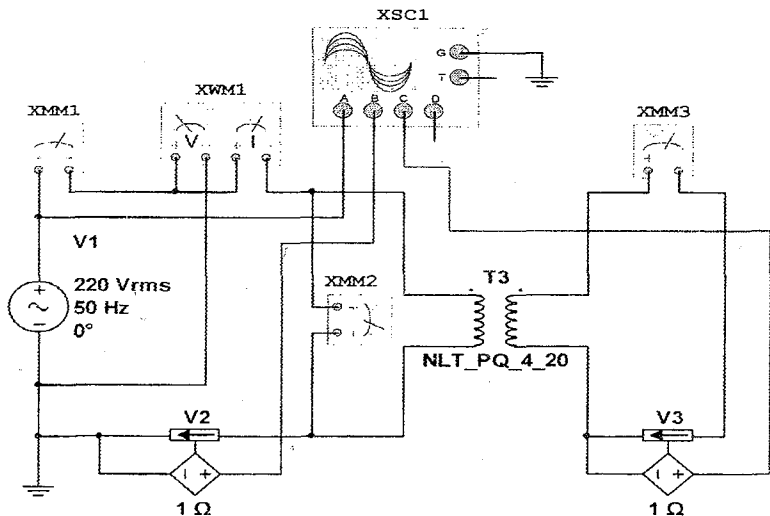 XSC1
G
T
A B C D
XMM1
XWM1
V I
XMM3
V1
220 Vrms
50 Hz
0°
XMM2
T3
NLT_PQ_4_20
V2
1 Ω
V3
1 Ω